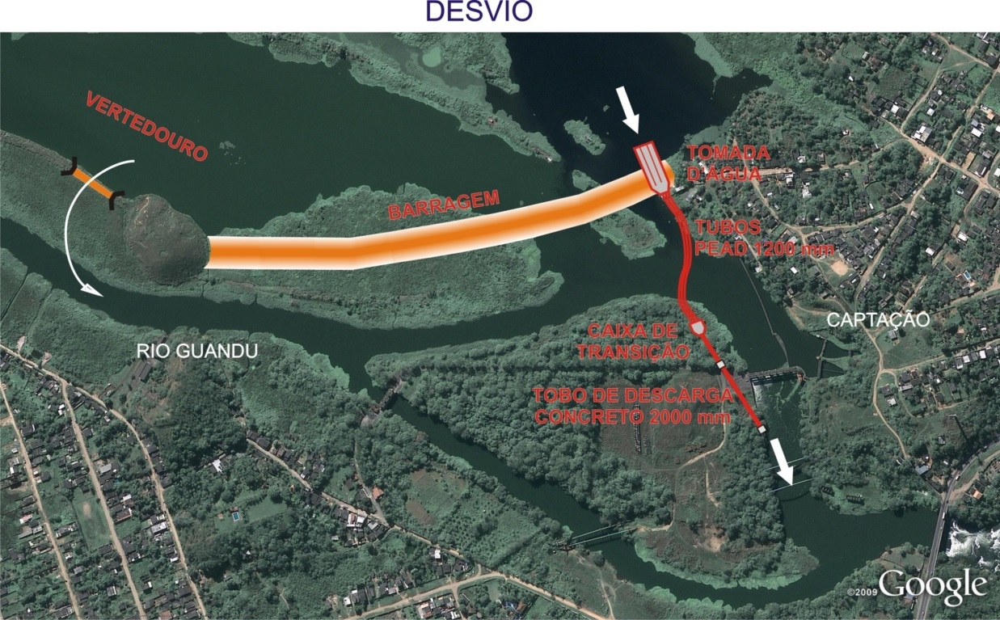 DESVIO
VERTEDOURO
BARRAGEM
TOMADA
D'ÁGUA
TUBOS
PEAD 1200 mm
CAPTAÇÃO
RIO GUANDU
CAIXA DE
TRANSIÇÃO
TOBO DE DESCARGA
CONCRETO 2000 mm
©2009 Google